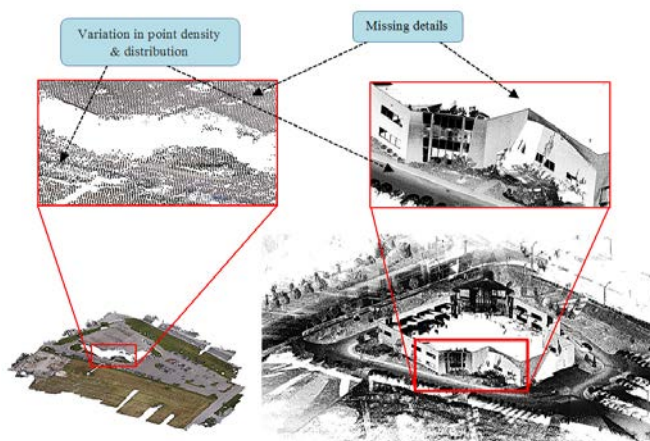 Variation in point density
& distribution
Missing details